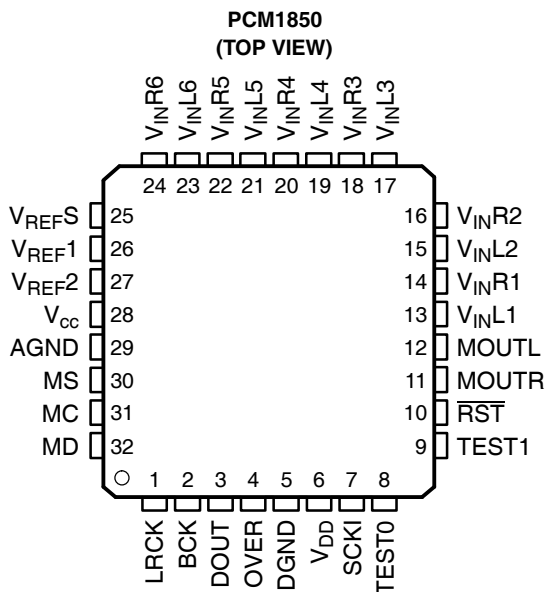 PCM1850
(TOP VIEW)
VINR6
VINL6
VINR5
VINL5
VINR4
VINL4
VINR3
VINL3
24 23 22 21 20 19 18 17
VREFS 25 16 VINR2
VREF1 26 15 VINL2
VREF2 27 14 VINR1
Vcc 28 13 VINL1
AGND 29 12 MOUTL
MS 30 11 MOUTR
MC 31 10 R̅S̅T̅
MD 32 9 TEST1
1 2 3 4 5 6 7 8
LRCK
BCK
DOUT
OVER
DGND
VDD
SCKI
TEST0